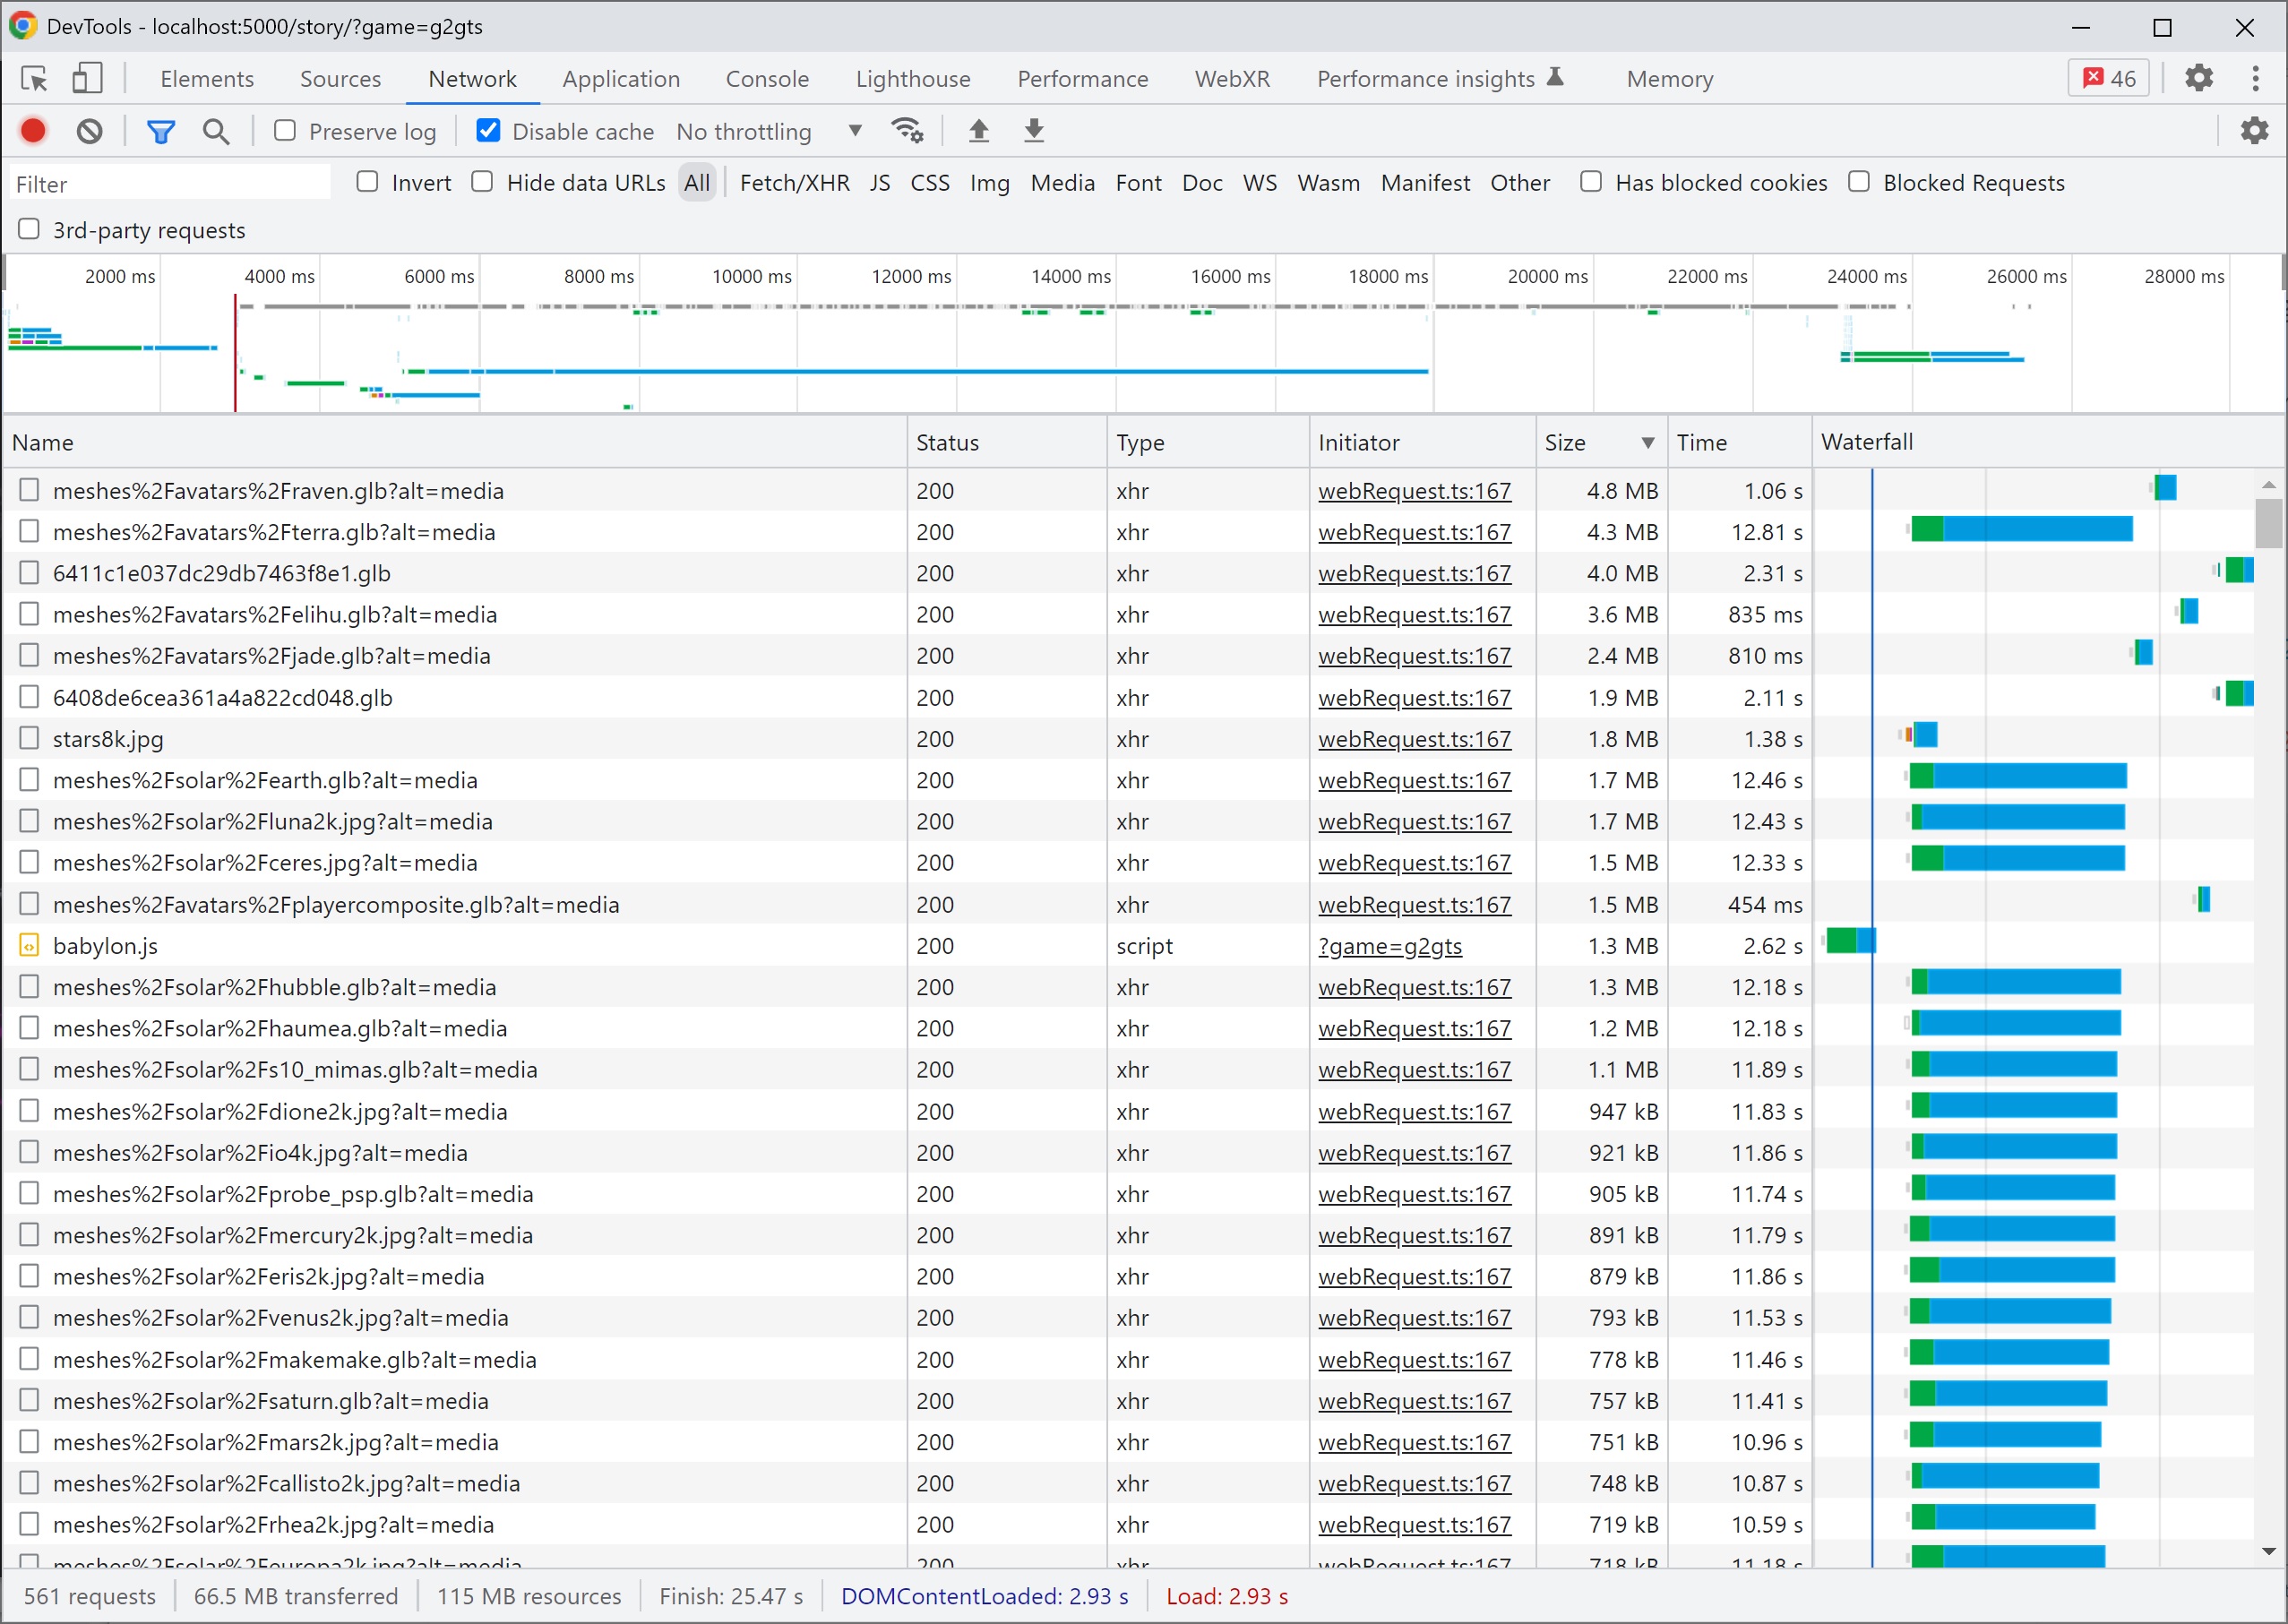 DevTools - localhost:5000/story/?game=g2gts
Elements Sources Network Application Console Lighthouse Performance WebXR Performance insights Memory 46
Preserve log Disable cache No throttling
Filter Invert Hide data URLs All Fetch/XHR JS CSS Img Media Font Doc WS Wasm Manifest Other Has blocked cookies Blocked Requests
3rd-party requests
2000 ms 4000 ms 6000 ms 8000 ms 10000 ms 12000 ms 14000 ms 16000 ms 18000 ms 20000 ms 22000 ms 24000 ms 26000 ms 28000 ms
Name Status Type Initiator Size Time Waterfall
meshes%2Favatars%2Fraven.glb?alt=media 200 xhr webRequest.ts:167 4.8 MB 1.06 s
meshes%2Favatars%2Fterra.glb?alt=media 200 xhr webRequest.ts:167 4.3 MB 12.81 s
6411c1e037dc29db7463f8e1.glb 200 xhr webRequest.ts:167 4.0 MB 2.31 s
meshes%2Favatars%2Felihu.glb?alt=media 200 xhr webRequest.ts:167 3.6 MB 835 ms
meshes%2Favatars%2Fjade.glb?alt=media 200 xhr webRequest.ts:167 2.4 MB 810 ms
6408de6cea361a4a822cd048.glb 200 xhr webRequest.ts:167 1.9 MB 2.11 s
stars8k.jpg 200 xhr webRequest.ts:167 1.8 MB 1.38 s
meshes%2Fsolar%2Fearth.glb?alt=media 200 xhr webRequest.ts:167 1.7 MB 12.46 s
meshes%2Fsolar%2Fluna2k.jpg?alt=media 200 xhr webRequest.ts:167 1.7 MB 12.43 s
meshes%2Fsolar%2Fceres.jpg?alt=media 200 xhr webRequest.ts:167 1.5 MB 12.33 s
meshes%2Favatars%2Fplayercomposite.glb?alt=media 200 xhr webRequest.ts:167 1.5 MB 454 ms
babylon.js 200 script ?game=g2gts 1.3 MB 2.62 s
meshes%2Fsolar%2Fhubble.glb?alt=media 200 xhr webRequest.ts:167 1.3 MB 12.18 s
meshes%2Fsolar%2Fhaumea.glb?alt=media 200 xhr webRequest.ts:167 1.2 MB 12.18 s
meshes%2Fsolar%2Fs10_mimas.glb?alt=media 200 xhr webRequest.ts:167 1.1 MB 11.89 s
meshes%2Fsolar%2Fdione2k.jpg?alt=media 200 xhr webRequest.ts:167 947 kB 11.83 s
meshes%2Fsolar%2Fio4k.jpg?alt=media 200 xhr webRequest.ts:167 921 kB 11.86 s
meshes%2Fsolar%2Fprobe_psp.glb?alt=media 200 xhr webRequest.ts:167 905 kB 11.74 s
meshes%2Fsolar%2Fmercury2k.jpg?alt=media 200 xhr webRequest.ts:167 891 kB 11.79 s
meshes%2Fsolar%2Feris2k.jpg?alt=media 200 xhr webRequest.ts:167 879 kB 11.86 s
meshes%2Fsolar%2Fvenus2k.jpg?alt=media 200 xhr webRequest.ts:167 793 kB 11.53 s
meshes%2Fsolar%2Fmakemake.glb?alt=media 200 xhr webRequest.ts:167 778 kB 11.46 s
meshes%2Fsolar%2Fsaturn.glb?alt=media 200 xhr webRequest.ts:167 757 kB 11.41 s
meshes%2Fsolar%2Fmars2k.jpg?alt=media 200 xhr webRequest.ts:167 751 kB 10.96 s
meshes%2Fsolar%2Fcallisto2k.jpg?alt=media 200 xhr webRequest.ts:167 748 kB 10.87 s
meshes%2Fsolar%2Frhea2k.jpg?alt=media 200 xhr webRequest.ts:167 719 kB 10.59 s
meshes%2Fsolar%2Feuropa2k.jpg?alt=media 200 xhr webRequest.ts:167 718 kB 11.18 s
561 requests 66.5 MB transferred 115 MB resources Finish: 25.47 s DOMContentLoaded: 2.93 s Load: 2.93 s